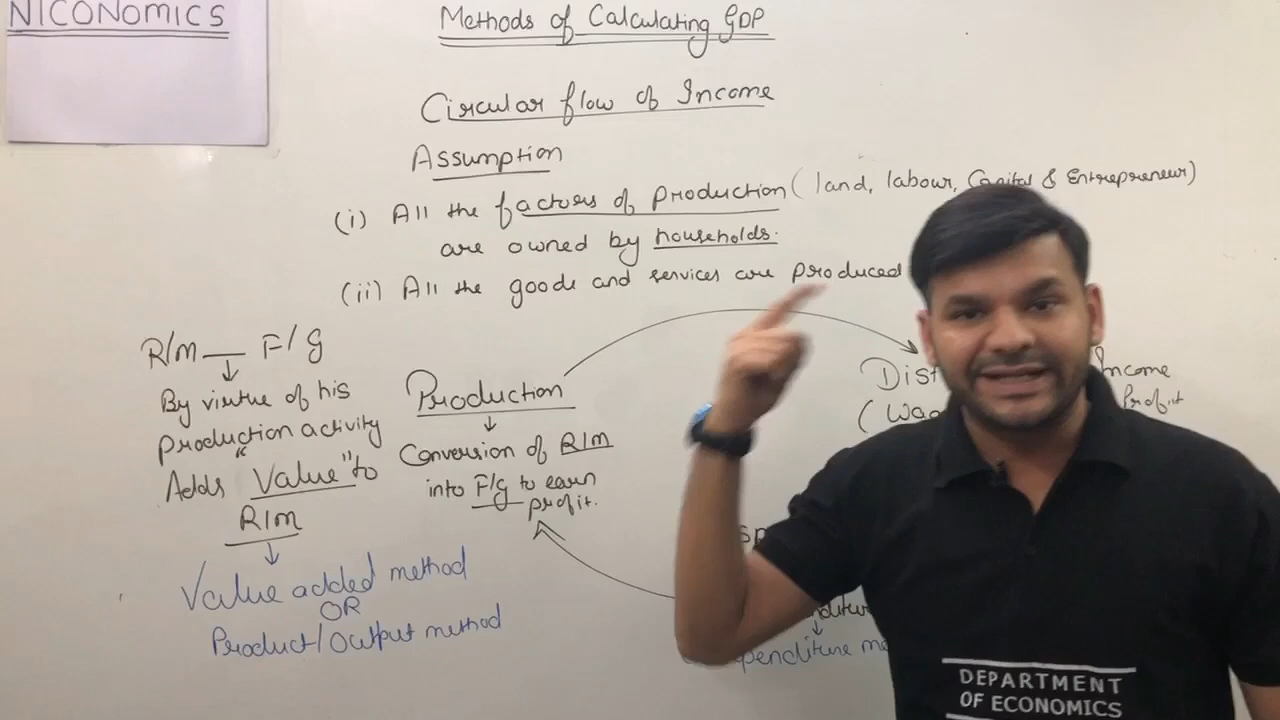 NICONOMICS
Methods of Calculating GDP
Circular flow of Income
Assumption
(i) All the factors of production (land, labour, Capital & Entrepreneur)
are owned by households.
(ii) All the goods and services are produced
R/M — F/g
By virtue of his
production activity
Adds "Value" to
R/M
Value added method
OR
Product/Output method
Production
Conversion of R/M
into F/g to earn
profit.
Income
Profit
DEPARTMENT
OF ECONOMICS